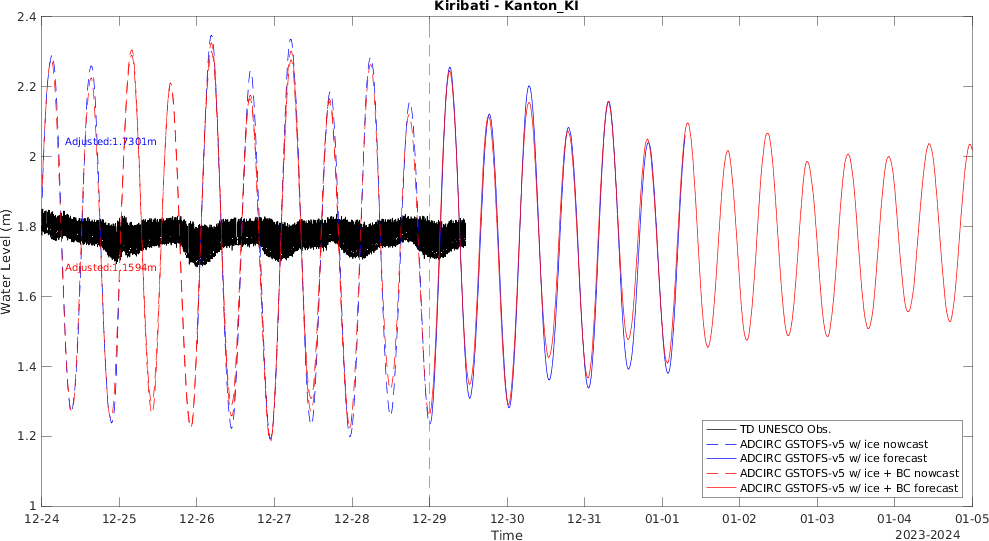 Kiribati - Kanton_KI
2.4
2.2
2
1.8
1.6
1.4
1.2
1
Water Level (m)
Adjusted:1.7301m
Adjusted:1.1594m
TD UNESCO Obs.
ADCIRC GSTOFS-v5 w/ ice nowcast
ADCIRC GSTOFS-v5 w/ ice forecast
ADCIRC GSTOFS-v5 w/ ice + BC nowcast
ADCIRC GSTOFS-v5 w/ ice + BC forecast
12-24 12-25 12-26 12-27 12-28 12-29 12-30 12-31 01-01 01-02 01-03 01-04 01-05
Time
2023-2024